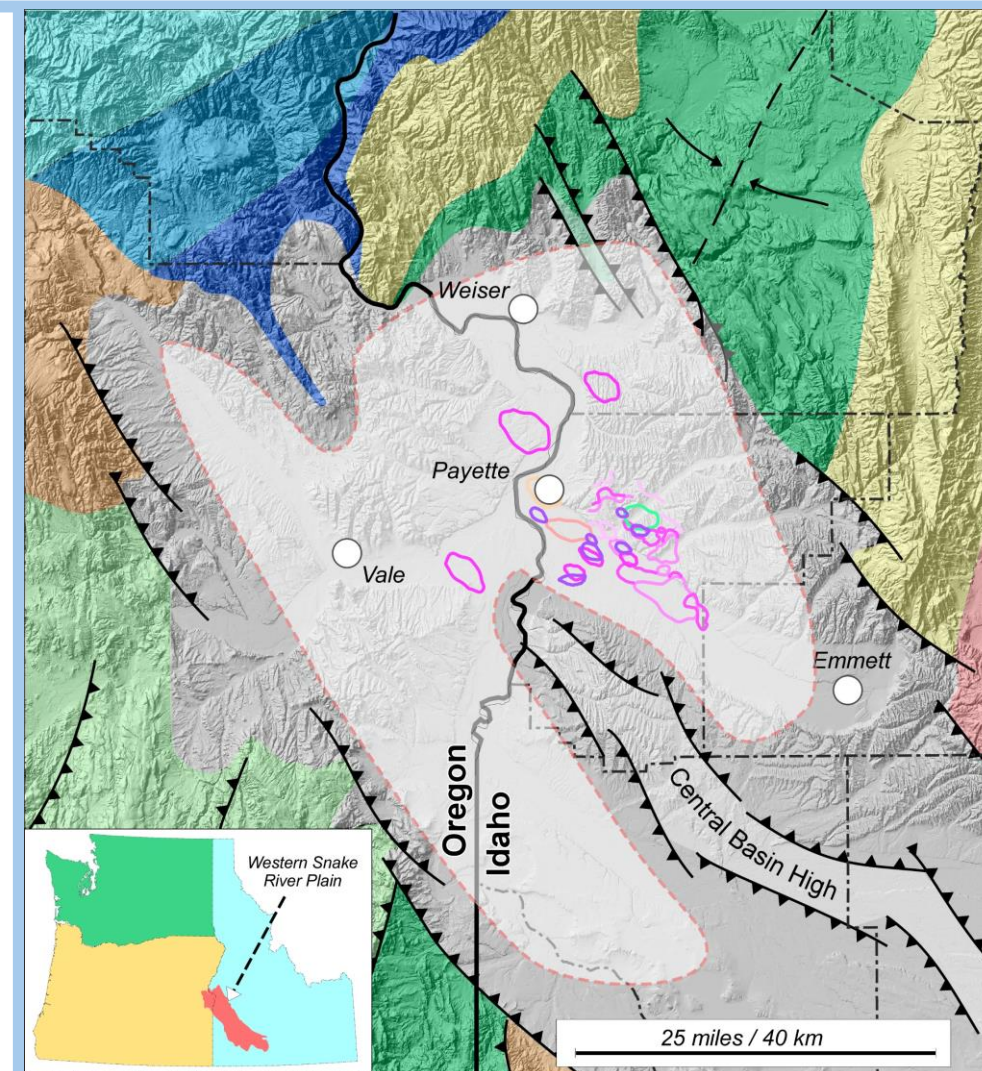 Weiser
Payette
Vale
Emmett
Oregon
Idaho
Central Basin High
Western Snake
River Plain
25 miles / 40 km